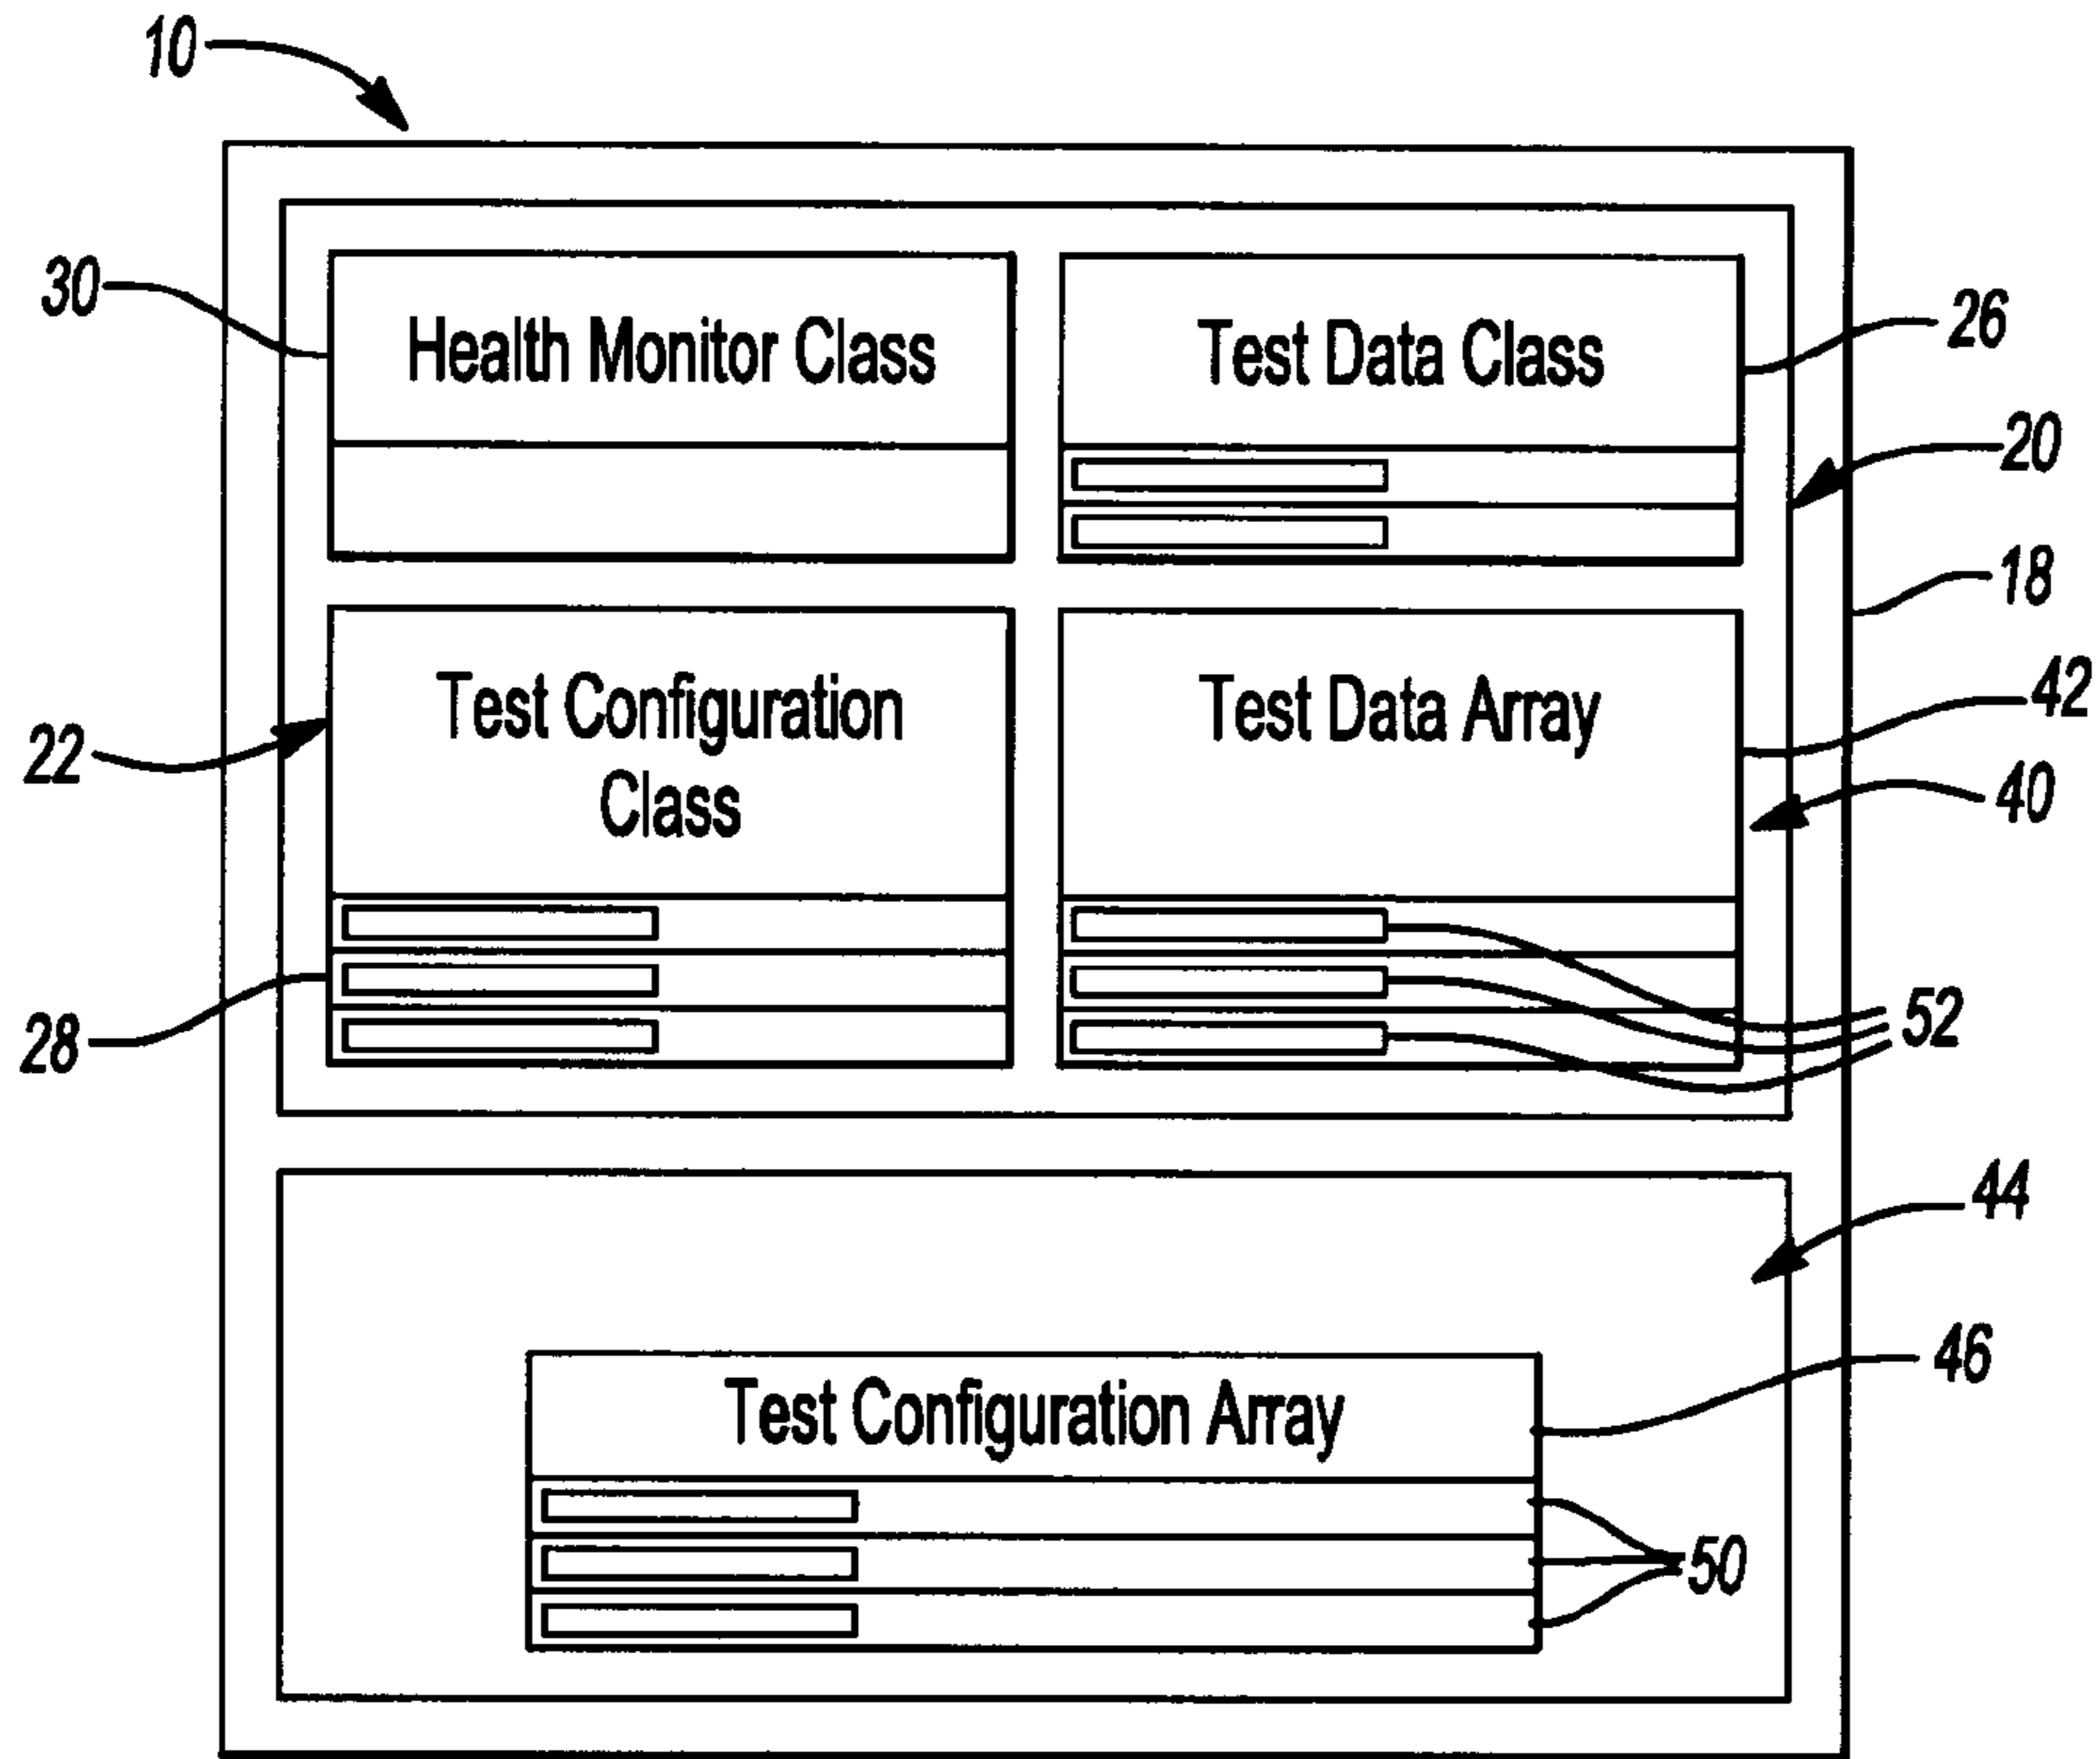 10
30
Health Monitor Class
Test Data Class
26
20
18
22
Test Configuration
Class
Test Data Array
42
40
28
52
44
46
Test Configuration Array
50